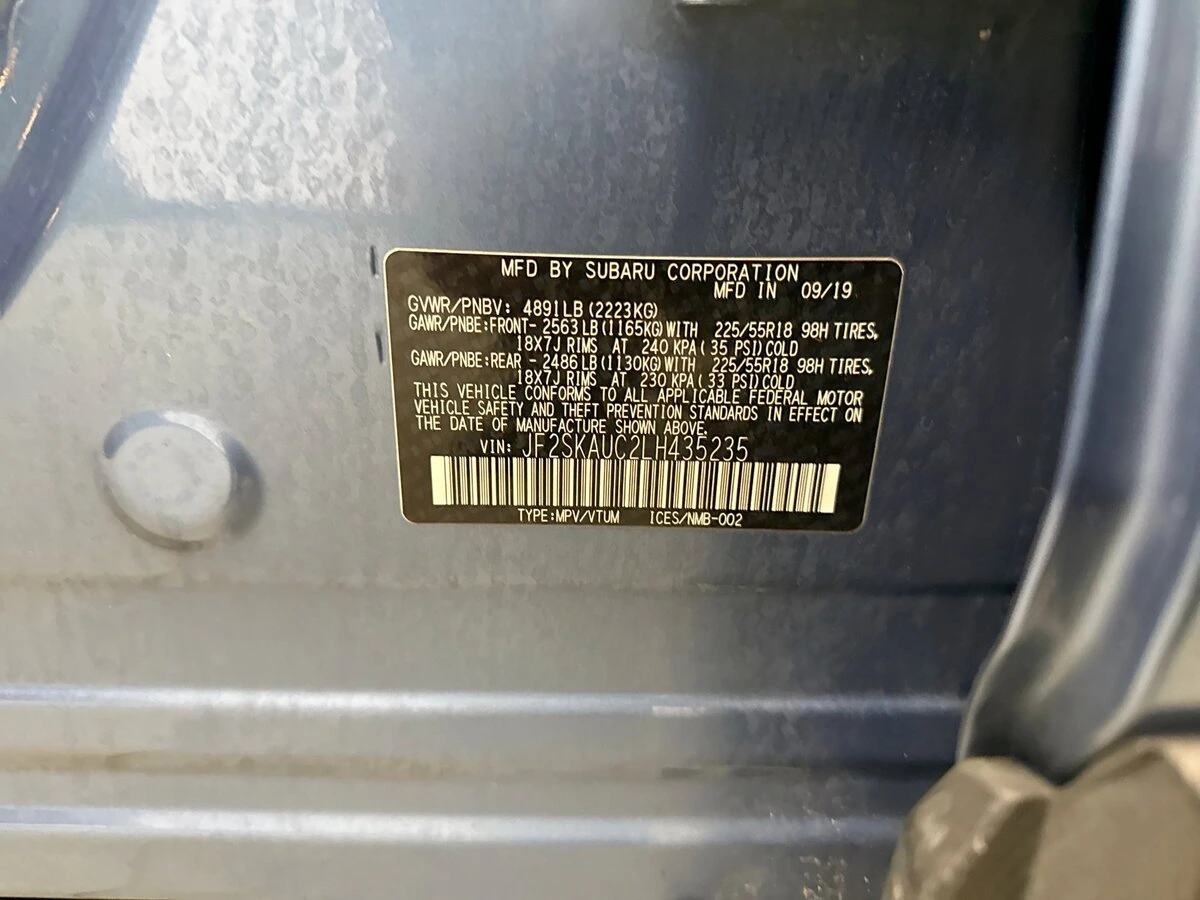 MFD BY SUBARU CORPORATION
MFD IN 09/19
GVWR/PNBV: 4891LB (2223KG)
GAWR/PNBE:FRONT- 2563LB(1165KG)WITH 225/55R18 98H TIRES,
18X7J RIMS AT 240 KPA( 35 PSI)COLD
GAWR/PNBE:REAR - 2486LB(1130KG)WITH 225/55R18 98H TIRES,
18X7J RIMS AT 230 KPA( 33 PSI)COLD
THIS VEHICLE CONFORMS TO ALL APPLICABLE FEDERAL MOTOR
VEHICLE SAFETY AND THEFT PREVENTION STANDARDS IN EFFECT ON
THE DATE OF MANUFACTURE SHOWN ABOVE.
VIN: JF2SKAUC2LH435235
TYPE:MPV/VTUM ICES/NMB-002